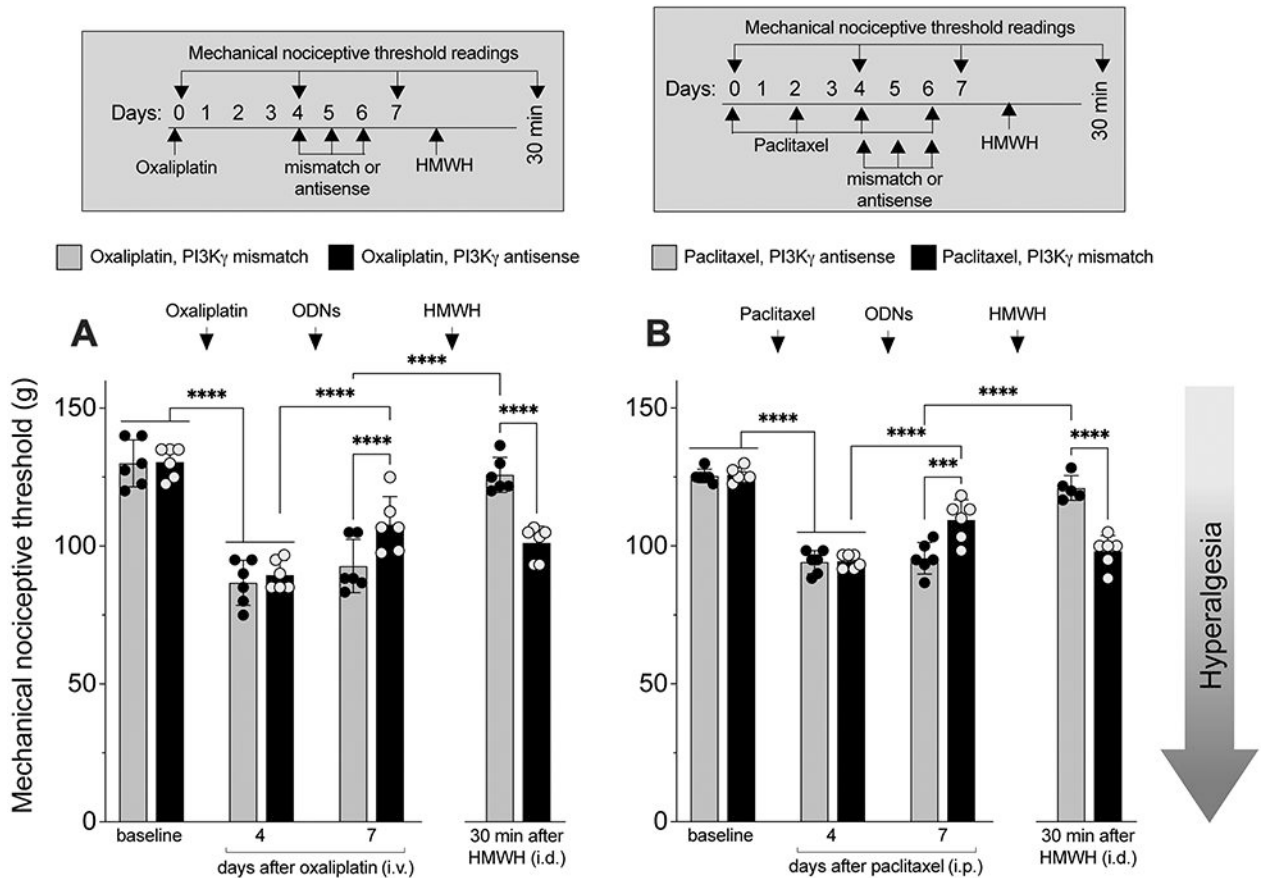 Mechanical nociceptive threshold readings
Days: 0 1 2 3 4 5 6 7
30 min
Oxaliplatin
mismatch or
antisense
HMWH
Mechanical nociceptive threshold readings
Days: 0 1 2 3 4 5 6 7
30 min
Paclitaxel
HMWH
mismatch or
antisense
Oxaliplatin, PI3Kγ mismatch
Oxaliplatin, PI3Kγ antisense
Paclitaxel, PI3Kγ antisense
Paclitaxel, PI3Kγ mismatch
A
Oxaliplatin
ODNs
HMWH
Mechanical nociceptive threshold (g)
150
100
50
0
****
****
****
****
****
baseline
4
7
30 min after
HMWH (i.d.)
days after oxaliplatin (i.v.)
B
Paclitaxel
ODNs
HMWH
150
100
50
0
****
****
***
****
****
baseline
4
7
30 min after
HMWH (i.d.)
days after paclitaxel (i.p.)
Hyperalgesia